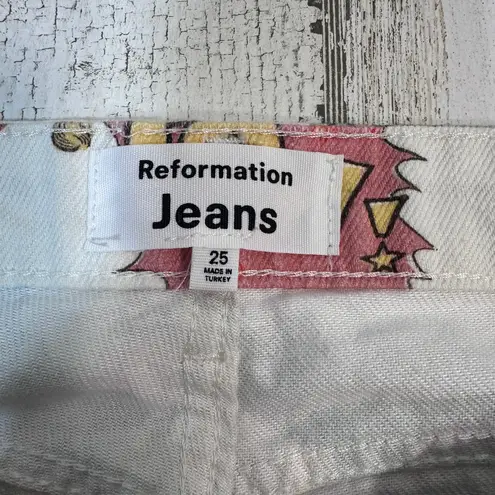 Reformation
Jeans
25
MADE IN
TURKEY